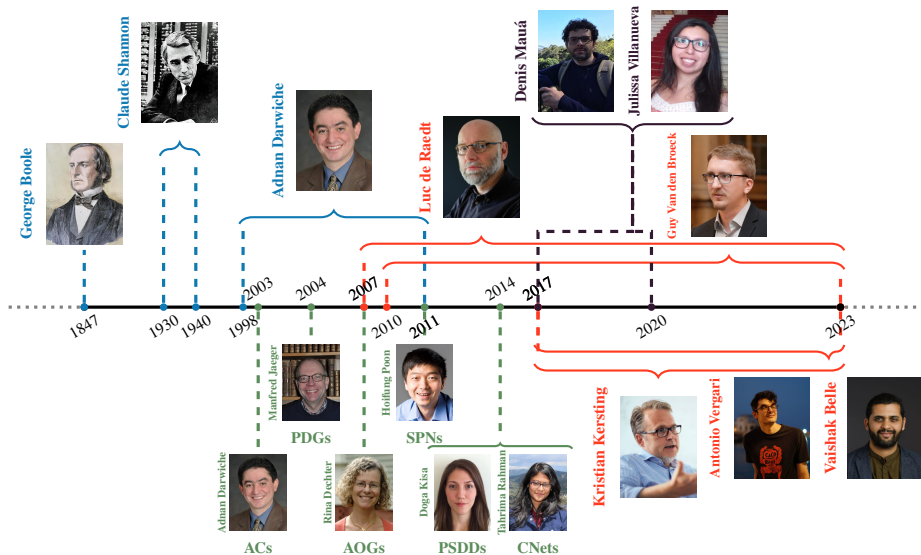 Claude Shannon
Denis Mauá
Julissa Villanueva
Adnan Darwiche
George Boole
Luc de Raedt
Guy Van den Broeck
2003
2004
2007
2014
2017
1847
1930
1940
1998
2010
2011
2020
2023
Manfred Jaeger
Hoifung Poon
PDGs
SPNs
Kristian Kersting
Antonio Vergari
Vaishak Belle
Adnan Darwiche
Rina Dechter
Doga Kisa
Tahrima Rahman
ACs
AOGs
PSDDs
CNets